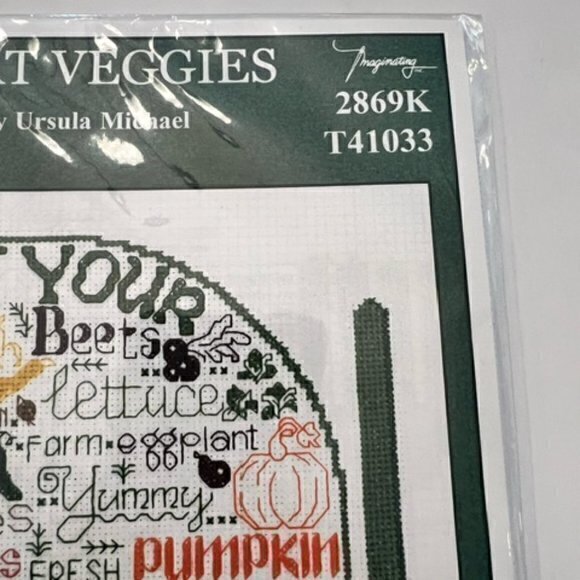 VEGGIES
Imaginating
2869K
T41033
Ursula Michael
YOUR
Beets
lettuce
Farm eggplant
Yummy
FRESH PUMPKIN